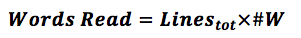 Words Read = Lines_tot×#W